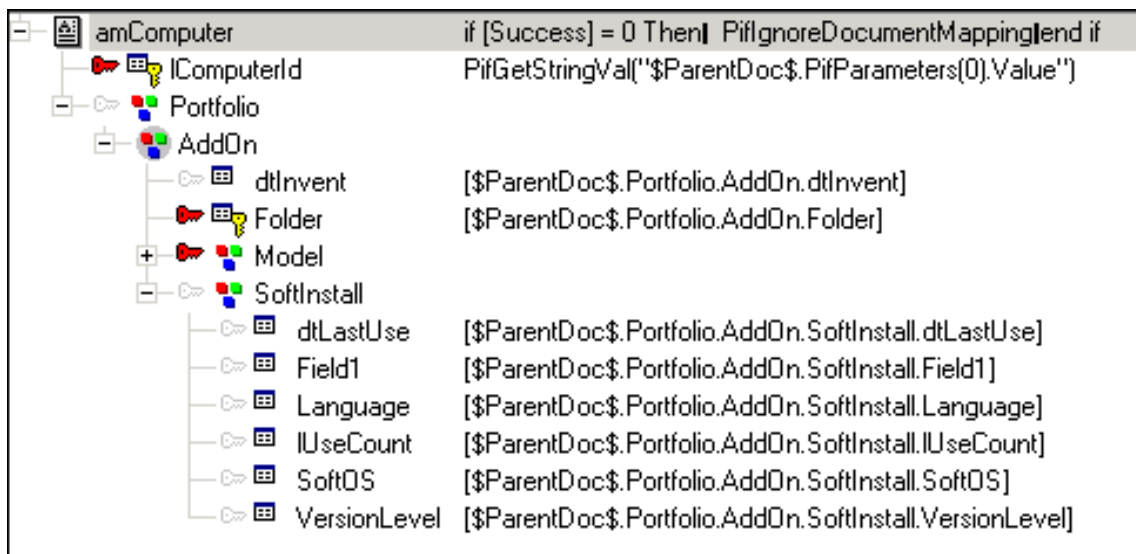 amComputer if [Success] = 0 Then| PifIgnoreDocumentMapping|end if
lComputerId PifGetStringVal("$ParentDoc$.PifParameters(0).Value")
Portfolio
AddOn
dtInvent [$ParentDoc$.Portfolio.AddOn.dtInvent]
Folder [$ParentDoc$.Portfolio.AddOn.Folder]
Model
SoftInstall
dtLastUse [$ParentDoc$.Portfolio.AddOn.SoftInstall.dtLastUse]
Field1 [$ParentDoc$.Portfolio.AddOn.SoftInstall.Field1]
Language [$ParentDoc$.Portfolio.AddOn.SoftInstall.Language]
lUseCount [$ParentDoc$.Portfolio.AddOn.SoftInstall.lUseCount]
SoftOS [$ParentDoc$.Portfolio.AddOn.SoftInstall.SoftOS]
VersionLevel [$ParentDoc$.Portfolio.AddOn.SoftInstall.VersionLevel]